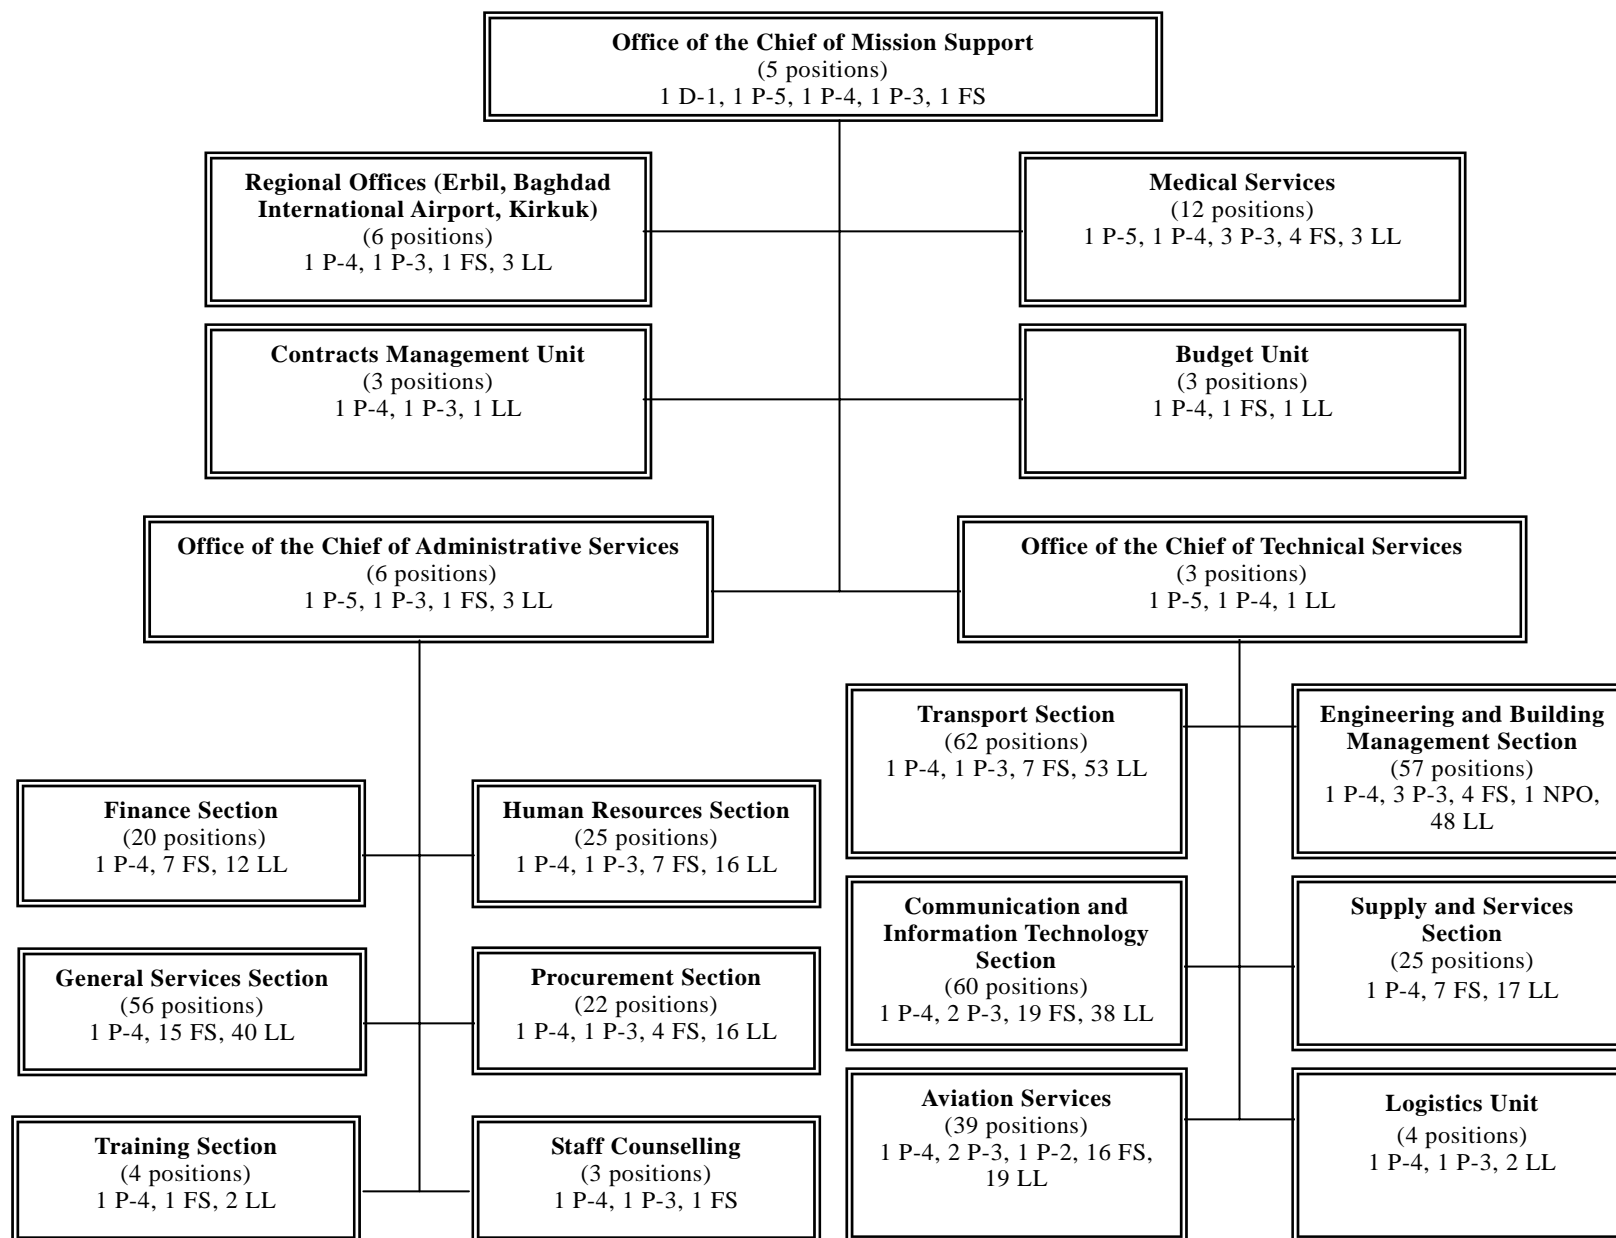 Office of the Chief of Mission Support
(5 positions)
1 D-1, 1 P-5, 1 P-4, 1 P-3, 1 FS
Regional Offices (Erbil, Baghdad
International Airport, Kirkuk)
(6 positions)
1 P-4, 1 P-3, 1 FS, 3 LL
Medical Services
(12 positions)
1 P-5, 1 P-4, 3 P-3, 4 FS, 3 LL
Contracts Management Unit
(3 positions)
1 P-4, 1 P-3, 1 LL
Budget Unit
(3 positions)
1 P-4, 1 FS, 1 LL
Office of the Chief of Administrative Services
(6 positions)
1 P-5, 1 P-3, 1 FS, 3 LL
Office of the Chief of Technical Services
(3 positions)
1 P-5, 1 P-4, 1 LL
Finance Section
(20 positions)
1 P-4, 7 FS, 12 LL
Human Resources Section
(25 positions)
1 P-4, 1 P-3, 7 FS, 16 LL
General Services Section
(56 positions)
1 P-4, 15 FS, 40 LL
Procurement Section
(22 positions)
1 P-4, 1 P-3, 4 FS, 16 LL
Training Section
(4 positions)
1 P-4, 1 FS, 2 LL
Staff Counselling
(3 positions)
1 P-4, 1 P-3, 1 FS
Transport Section
(62 positions)
1 P-4, 1 P-3, 7 FS, 53 LL
Engineering and Building
Management Section
(57 positions)
1 P-4, 3 P-3, 4 FS, 1 NPO,
48 LL
Communication and
Information Technology
Section
(60 positions)
1 P-4, 2 P-3, 19 FS, 38 LL
Supply and Services
Section
(25 positions)
1 P-4, 7 FS, 17 LL
Aviation Services
(39 positions)
1 P-4, 2 P-3, 1 P-2, 16 FS,
19 LL
Logistics Unit
(4 positions)
1 P-4, 1 P-3, 2 LL